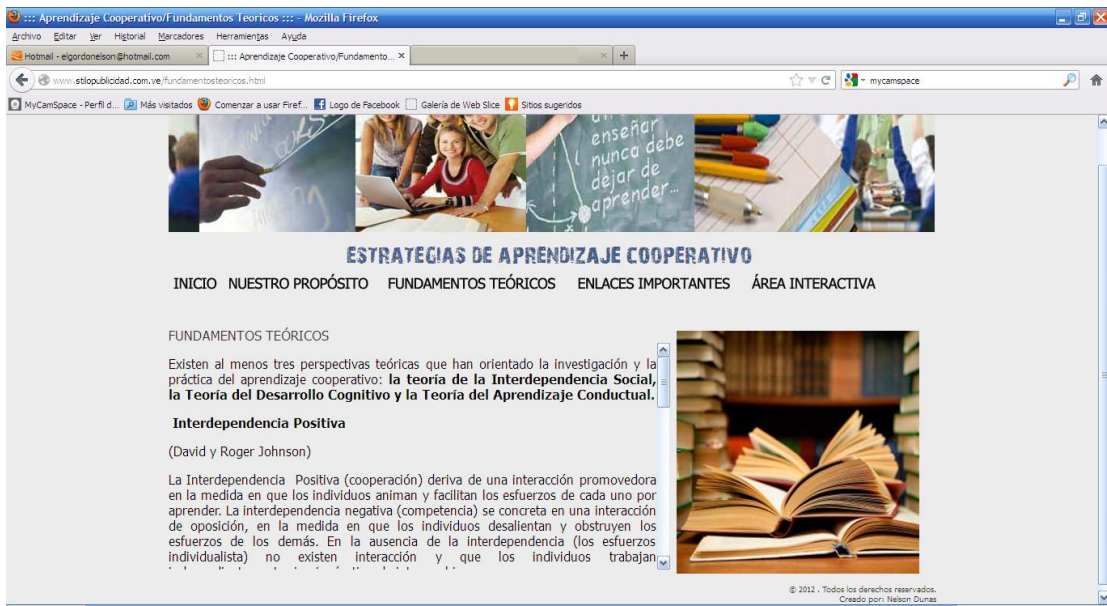 ::: Aprendizaje Cooperativo/Fundamentos Teoricos ::: - Mozilla Firefox
Archivo Editar Ver Historial Marcadores Herramientas Ayuda
Hotmail - elgordonelson@hotmail.com × ::: Aprendizaje Cooperativo/Fundamento... × × +
www.stilopublicidad.com.ve/fundamentosteoricos.html mycamspace
MyCamSpace - Perfil d... Más visitados Comenzar a usar Firef... Logo de Facebook Galería de Web Slice Sitios sugeridos
enseñar
nunca debe
dejar de
aprender...
ESTRATEGIAS DE APRENDIZAJE COOPERATIVO
INICIO NUESTRO PROPÓSITO FUNDAMENTOS TEÓRICOS ENLACES IMPORTANTES ÁREA INTERACTIVA
FUNDAMENTOS TEÓRICOS
Existen al menos tres perspectivas teóricas que han orientado la investigación y la
práctica del aprendizaje cooperativo: la teoría de la Interdependencia Social,
la Teoría del Desarrollo Cognitivo y la Teoría del Aprendizaje Conductual.
Interdependencia Positiva
(David y Roger Johnson)
La Interdependencia Positiva (cooperación) deriva de una interacción promovedora
en la medida en que los individuos animan y facilitan los esfuerzos de cada uno por
aprender. La interdependencia negativa (competencia) se concreta en una interacción
de oposición, en la medida en que los individuos desalientan y obstruyen los
esfuerzos de los demás. En la ausencia de la interdependencia (los esfuerzos
individualista) no existen interacción y que los individuos trabajan
© 2012 . Todos los derechos reservados.
Creado por: Nelson Dunas